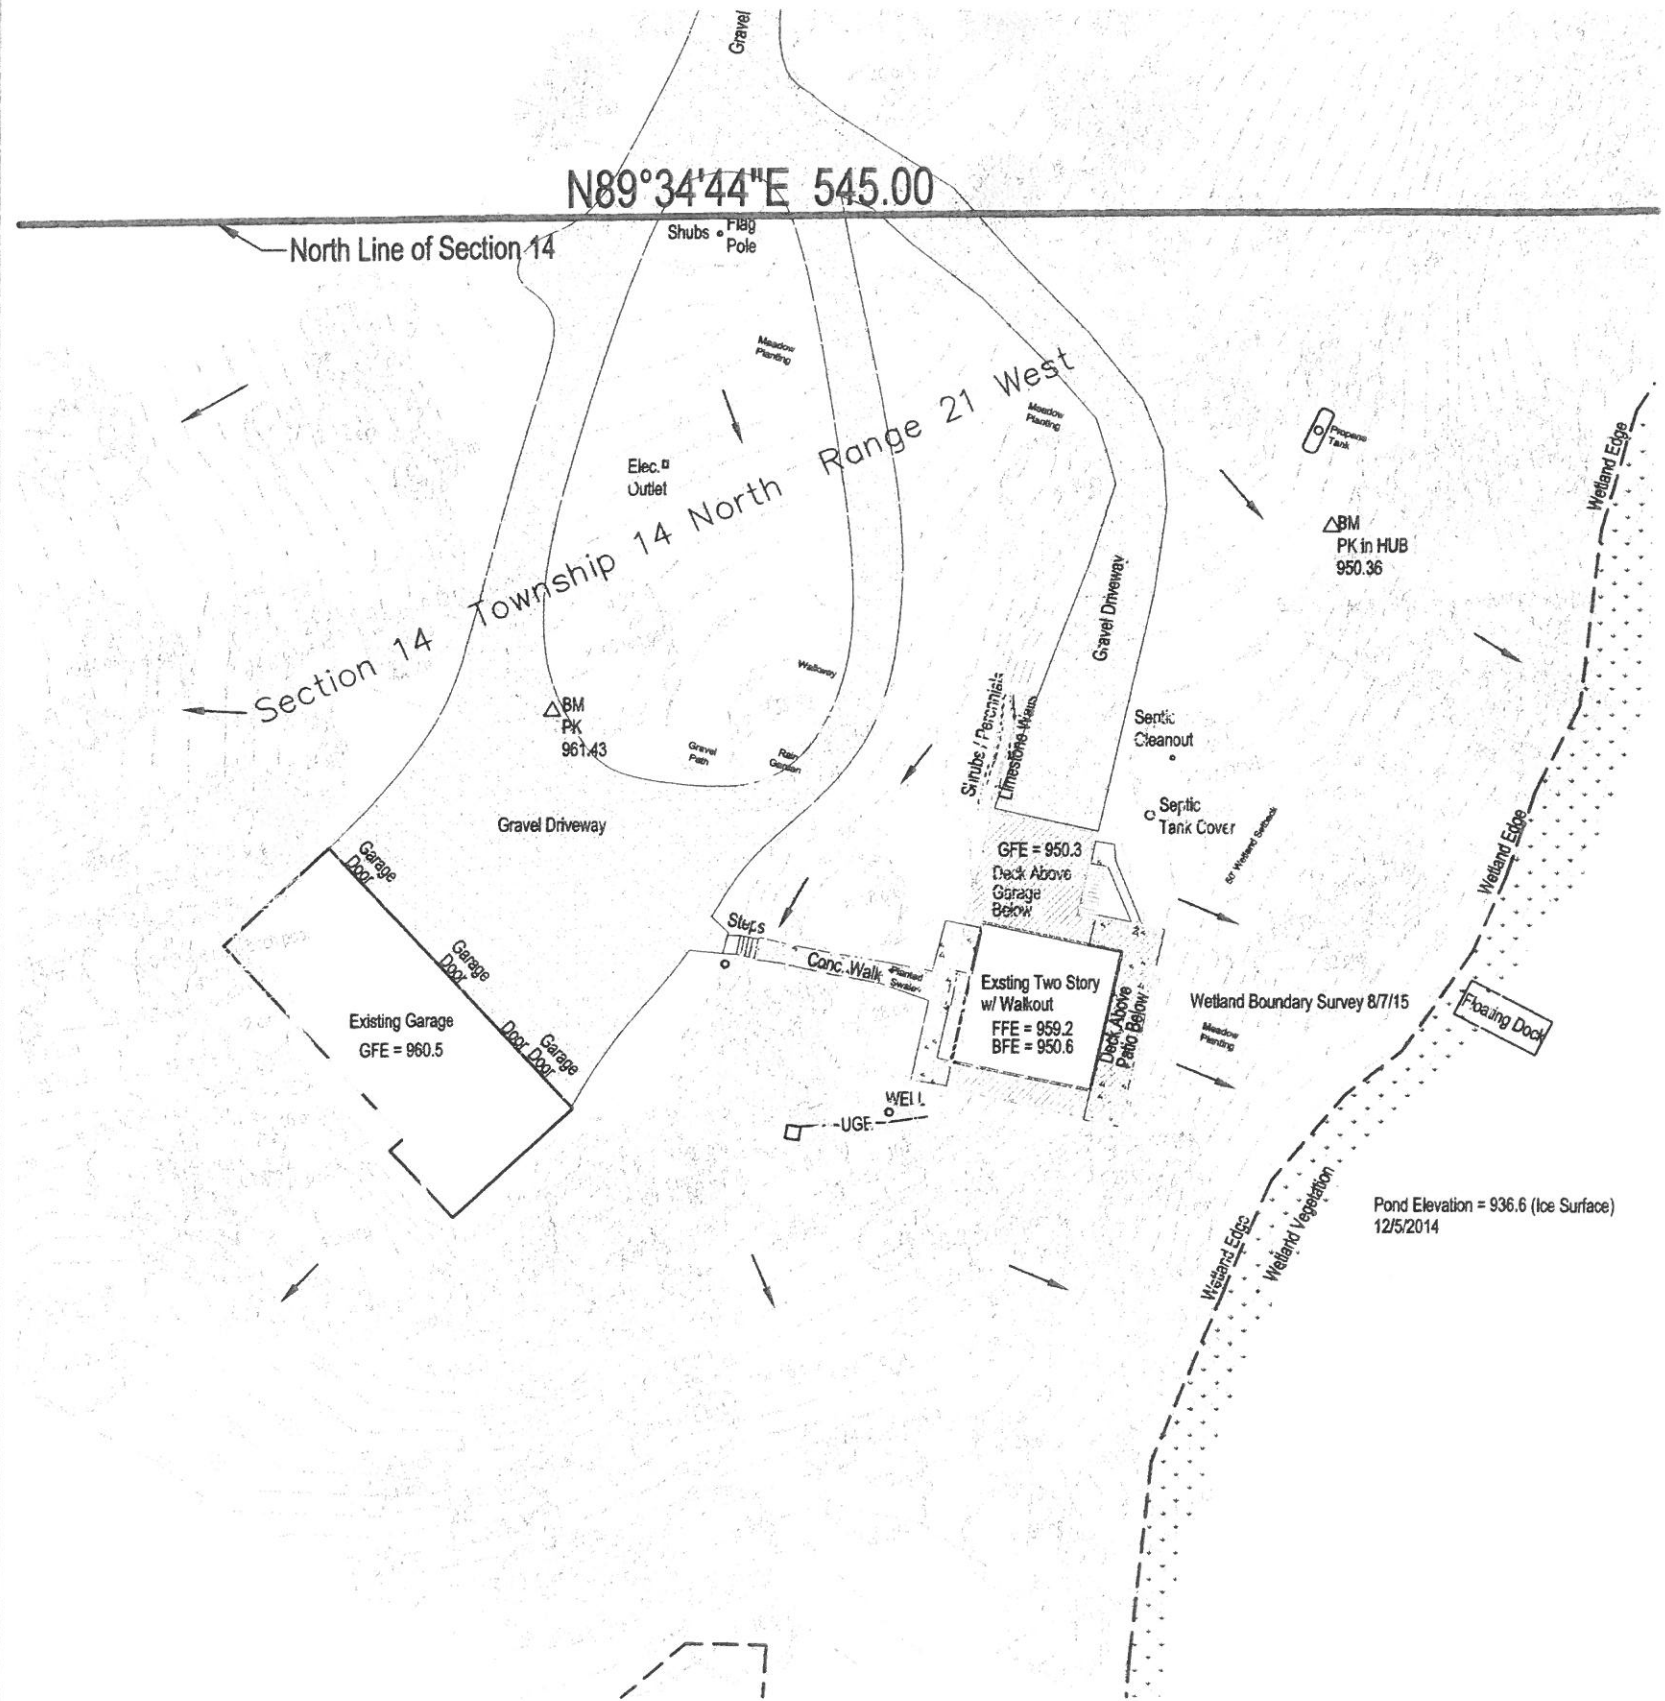 Gravel
N89°34'44"E 545.00
North Line of Section 14
Shubs
Flag
Pole
Meadow
Planting
Section 14 Township 14 North Range 21 West
Meadow
Planting
Propane
Tank
Wetland Edge
Elec.
Outlet
BM
PK in HUB
950.36
Gravel Driveway
Walkway
BM
PK
961.43
Gravel
Path
Rain
Garden
Shrubs / Perennials
Limestone Walls
Septic
Cleanout
Septic
Tank Cover
50' Wetland Setback
Wetland Edge
Gravel Driveway
Garage
Door
GFE = 950.3
Deck Above
Garage
Below
Steps
Conc. Walk
Planted
Swale
Garage
Door
Existing Garage
GFE = 960.5
Garage
Door
Door
Exsting Two Story
w/ Walkout
FFE = 959.2
BFE = 950.6
Deck Above
Patio Below
Wetland Boundary Survey 8/7/15
Meadow
Planting
Floating Dock
WELL
UGE
Wetland Edge
Wetland Vegetation
Pond Elevation = 936.6 (Ice Surface)
12/5/2014